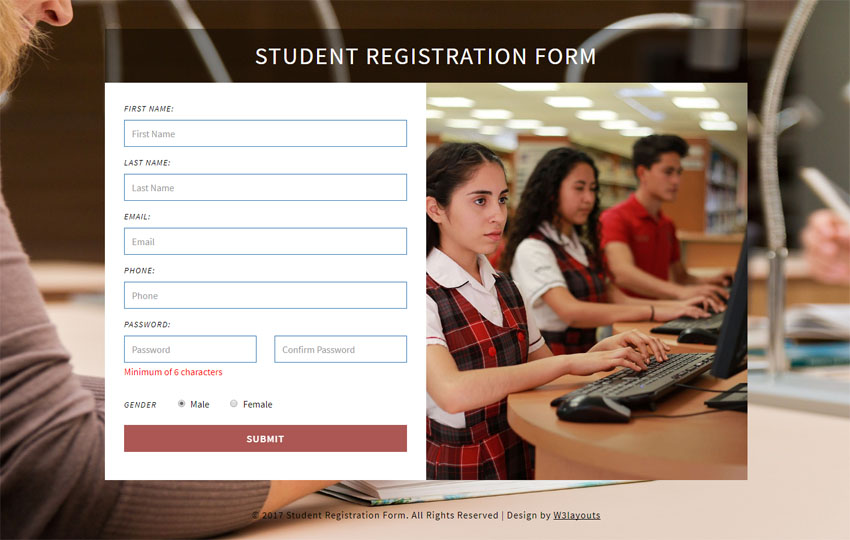 STUDENT REGISTRATION FORM
FIRST NAME:
First Name
LAST NAME:
Last Name
EMAIL:
Email
PHONE:
Phone
PASSWORD:
Password Confirm Password
Minimum of 6 characters
GENDER Male Female
SUBMIT
© 2017 Student Registration Form. All Rights Reserved | Design by W3layouts